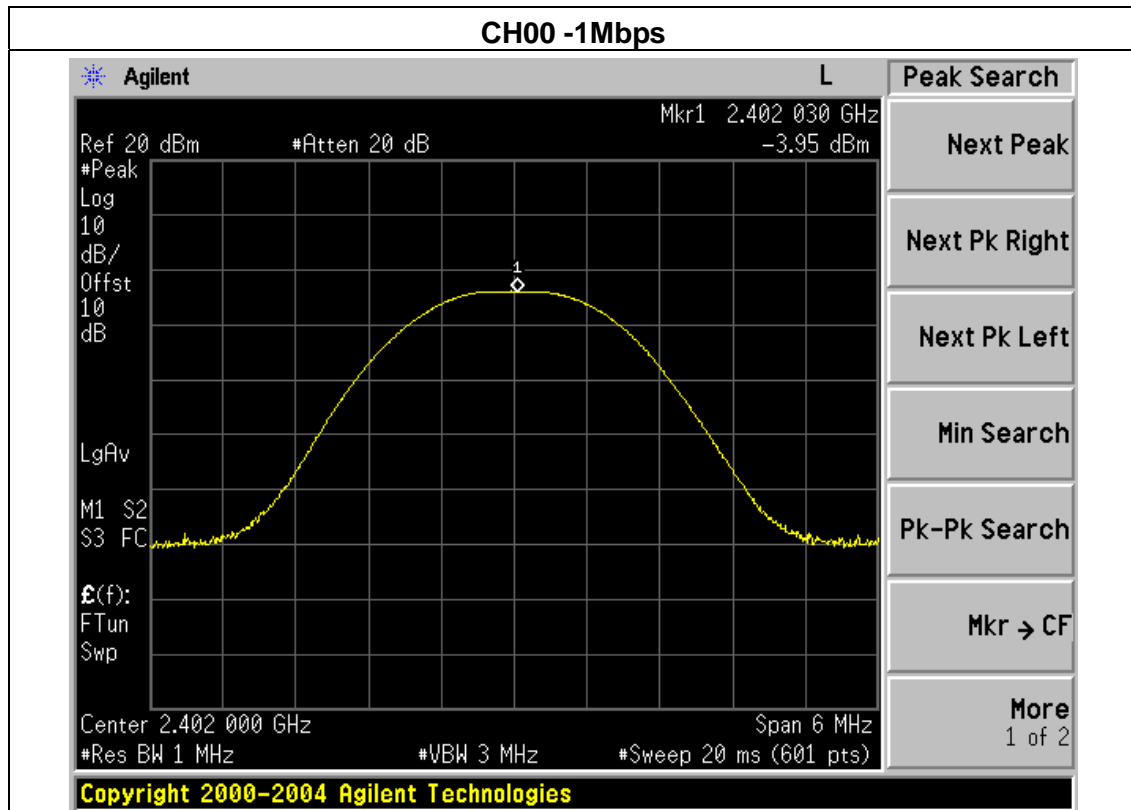 CH00 -1Mbps
Agilent L Peak Search
Mkr1 2.402 030 GHz
Ref 20 dBm #Atten 20 dB -3.95 dBm
#Peak
Log
10
dB/
Offst
10
dB
1
LgAv
M1 S2
S3 FC
£(f):
FTun
Swp
Center 2.402 000 GHz Span 6 MHz
#Res BW 1 MHz #VBW 3 MHz #Sweep 20 ms (601 pts)
Copyright 2000-2004 Agilent Technologies
Next Peak
Next Pk Right
Next Pk Left
Min Search
Pk-Pk Search
Mkr → CF
More
1 of 2